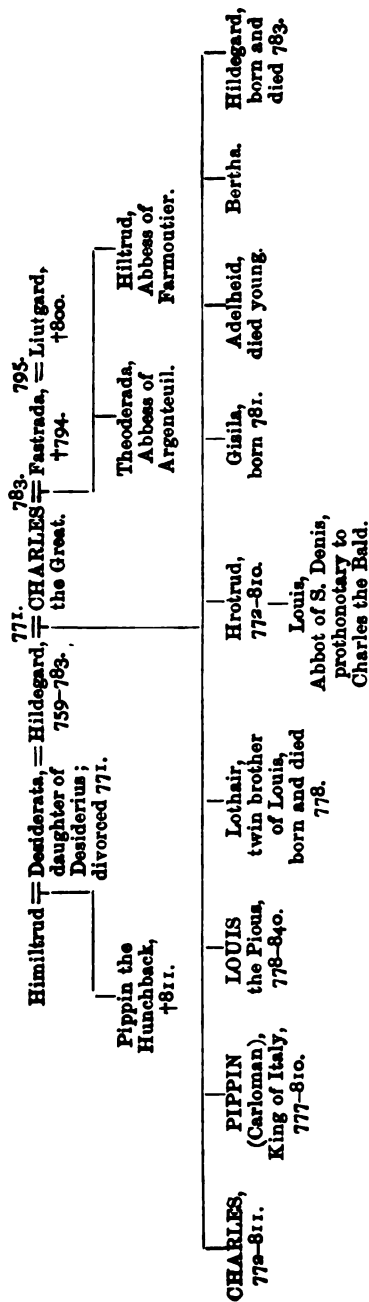 771. 783. 795.
Himiltrud = Desiderata, = Hildegard, = CHARLES = Fastrada, = Liutgard,
daughter of 759–783. the Great. †794. †800.
Desiderius;
divorced 771.
Pippin the
Hunchback,
†811.
Theoderada,
Abbess of
Argenteuil.
Hiltrud,
Abbess of
Farmoutier.
CHARLES,
772–811.
PIPPIN
(Carloman),
King of Italy,
777–810.
LOUIS
the Pious,
778–840.
Lothair,
twin brother
of Louis,
born and died
778.
Hrotrud,
772–810.
Louis,
Abbot of S. Denis,
prothonotary to
Charles the Bald.
Gisila,
born 781.
Adelheid,
died young.
Bertha.
Hildegard,
born and
died 783.